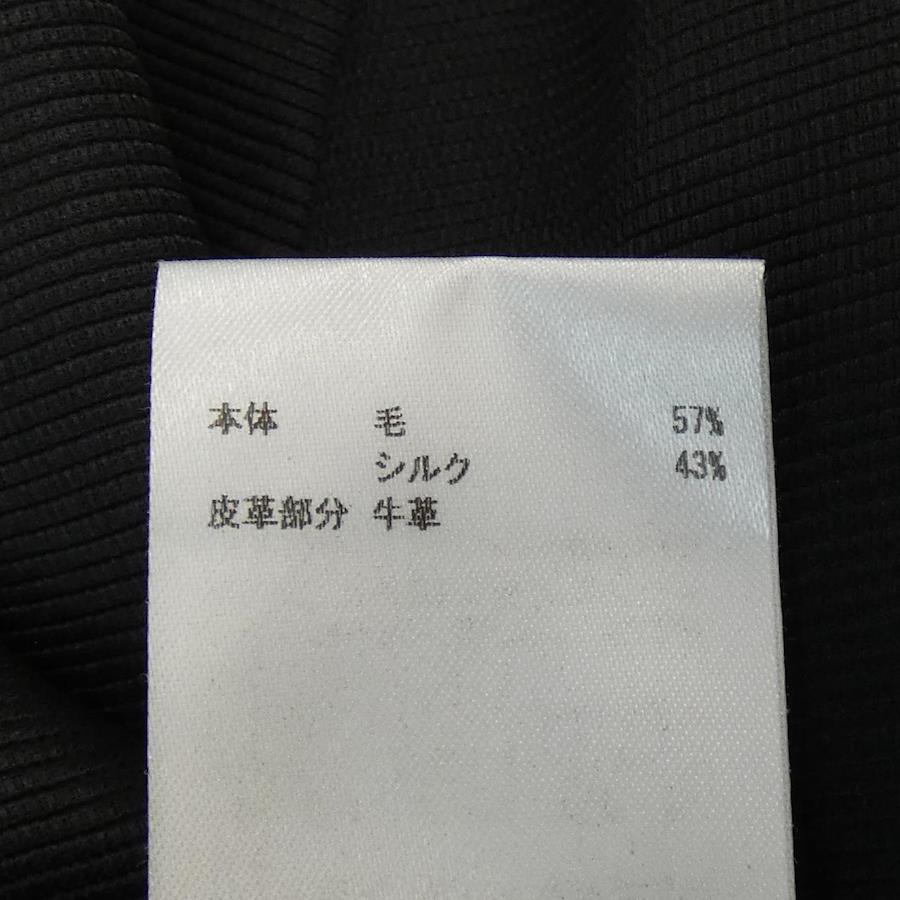 本体 毛 57%
シルク 43%
皮革部分 牛革